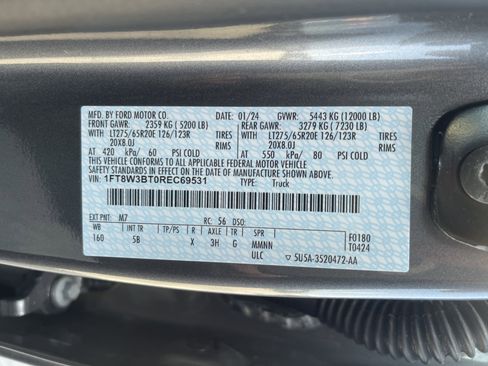 MFD. BY FORD MOTOR CO. 01/24 GVWR: 5443 KG (12000 LB)
FRONT GAWR: 2359 KG (5200 LB) REAR GAWR: 3279 KG (7230 LB)
WITH LT275/65R20E 126/123R TIRES WITH LT275/65R20E 126/123R TIRES
20X8.0J RIMS 20X8.0J RIMS
AT 420 kPa/ 60 PSI COLD AT 550 kPa/ 80 PSI COLD
THIS VEHICLE CONFORMS TO ALL APPLICABLE FEDERAL MOTOR VEHICLE
SAFETY STANDARDS IN EFFECT ON THE DATE OF MANUFACTURE SHOWN ABOVE.
VIN: 1FT8W3BT0REC69531 TYPE: Truck
EXT PNT: M7 RC: 56 DSO:
WB INT TR TP/PS R AXLE TR SPR F0180
160 5B X 3H G MMNN T0424
ULC ▽ 5U5A-3520472-AA